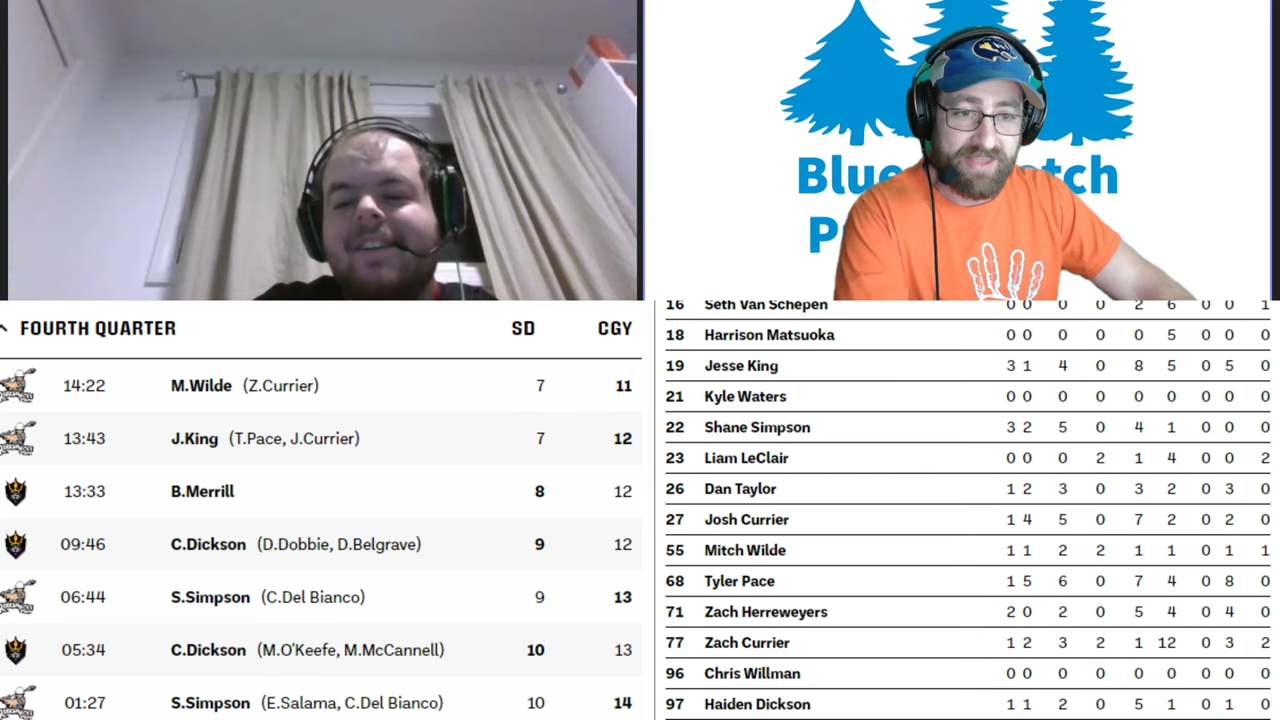 Blue tch
P
FOURTH QUARTER SD CGY
14:22 M.Wilde (Z.Currier) 7 11
13:43 J.King (T.Pace, J.Currier) 7 12
13:33 B.Merrill 8 12
09:46 C.Dickson (D.Dobbie, D.Belgrave) 9 12
06:44 S.Simpson (C.Del Bianco) 9 13
05:34 C.Dickson (M.O'Keefe, M.McCannell) 10 13
01:27 S.Simpson (E.Salama, C.Del Bianco) 10 14
16 Seth Van Schepen 0 0 0 0 2 6 0 0 1
18 Harrison Matsuoka 0 0 0 0 0 5 0 0 0
19 Jesse King 3 1 4 0 8 5 0 5 0
21 Kyle Waters 0 0 0 0 0 0 0 0 0
22 Shane Simpson 3 2 5 0 4 1 0 0 0
23 Liam LeClair 0 0 0 2 1 4 0 0 2
26 Dan Taylor 1 2 3 0 3 2 0 3 0
27 Josh Currier 1 4 5 0 7 2 0 2 0
55 Mitch Wilde 1 1 2 2 1 1 0 1 1
68 Tyler Pace 1 5 6 0 7 4 0 8 0
71 Zach Herreweyers 2 0 2 0 5 4 0 4 0
77 Zach Currier 1 2 3 2 1 12 0 3 2
96 Chris Willman 0 0 0 0 0 0 0 0 0
97 Haiden Dickson 1 1 2 0 5 1 0 1 0